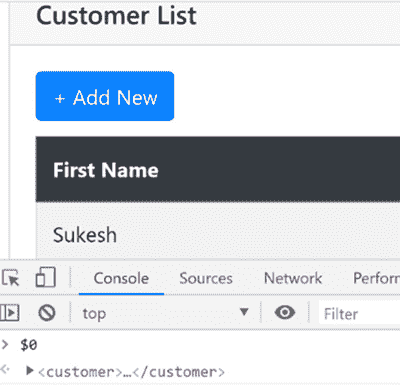 Customer List
+ Add New
First Name
Sukesh
Console Sources Network Perform
top Filter
> $0
<customer>…</customer>